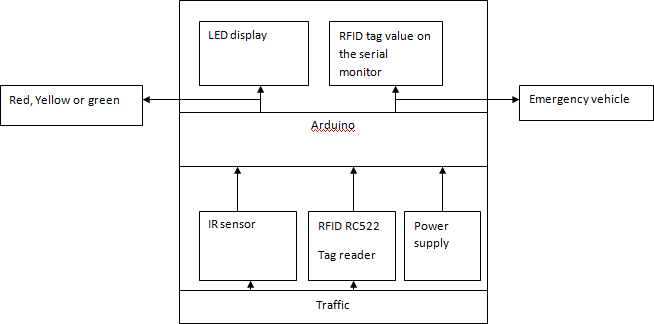 LED display
RFID tag value on
the serial
monitor
Red, Yellow or green
Emergency vehicle
Arduino
IR sensor
RFID RC522
Tag reader
Power
supply
Traffic